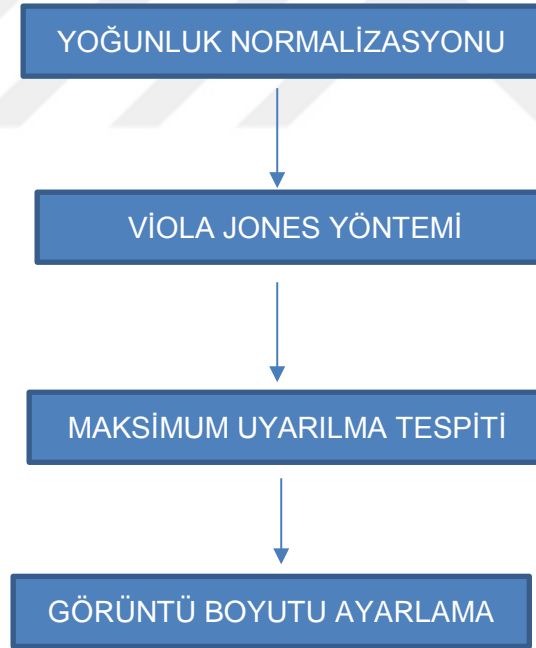 YOĞUNLUK NORMALİZASYONU
VİOLA JONES YÖNTEMİ
MAKSİMUM UYARILMA TESPİTİ
GÖRÜNTÜ BOYUTU AYARLAMA